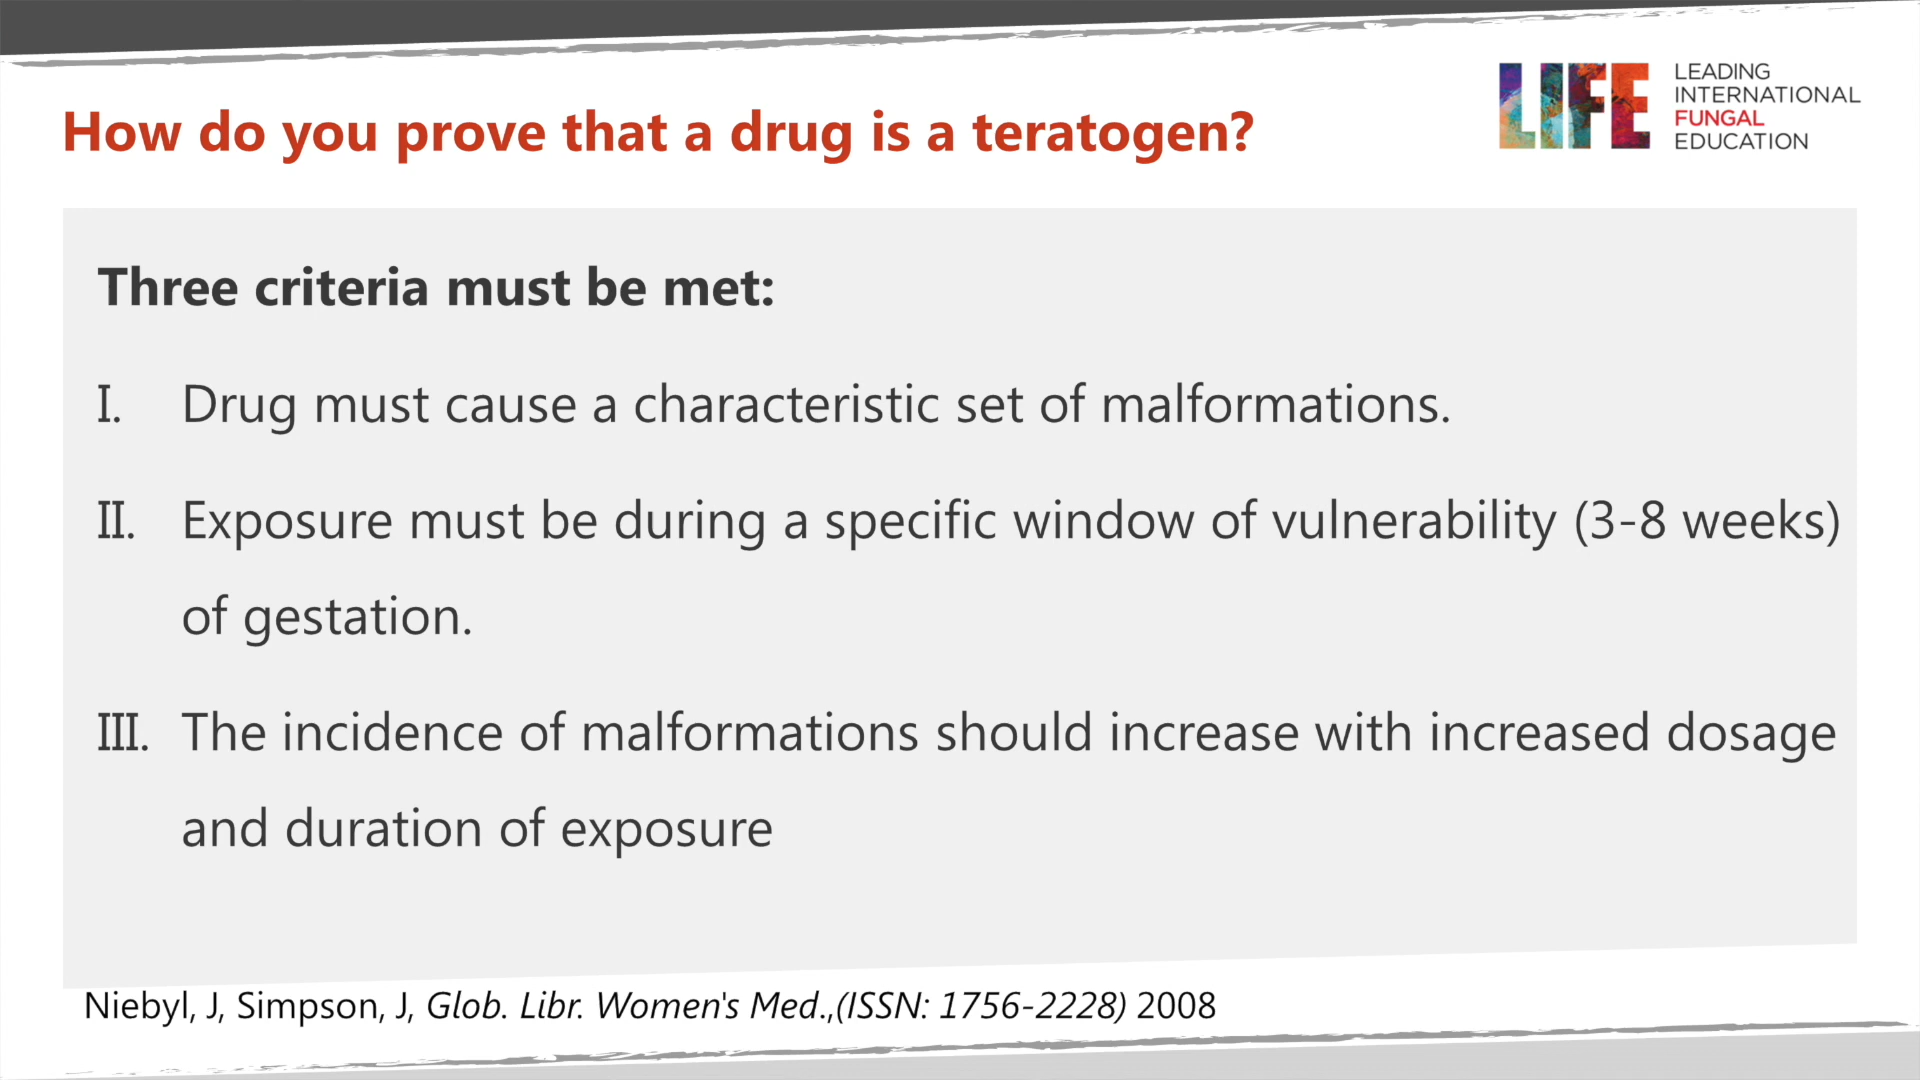 How do you prove that a drug is a teratogen?
LIFE
LEADING
INTERNATIONAL
FUNGAL
EDUCATION
Three criteria must be met:
I. Drug must cause a characteristic set of malformations.
II. Exposure must be during a specific window of vulnerability (3-8 weeks)
of gestation.
III. The incidence of malformations should increase with increased dosage
and duration of exposure
Niebyl, J, Simpson, J, Glob. Libr. Women's Med.,(ISSN: 1756-2228) 2008